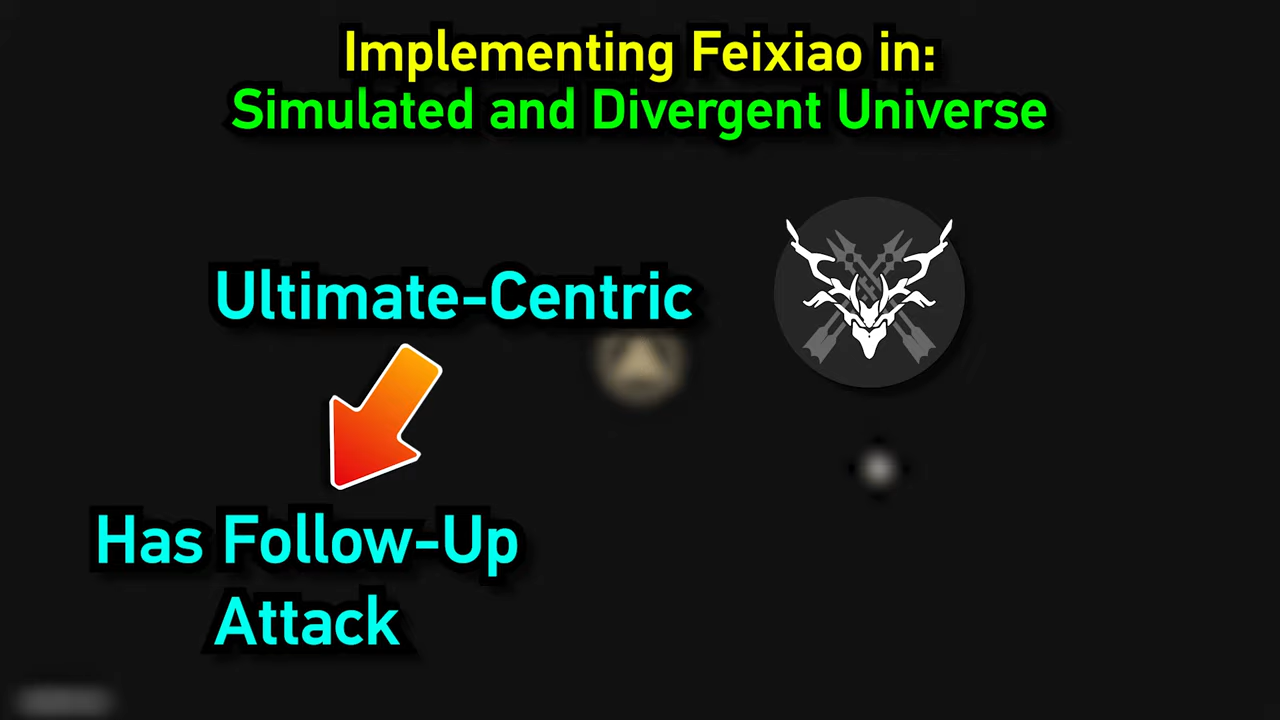 Implementing Feixiao in:
Simulated and Divergent Universe
Ultimate-Centric
Has Follow-Up
Attack